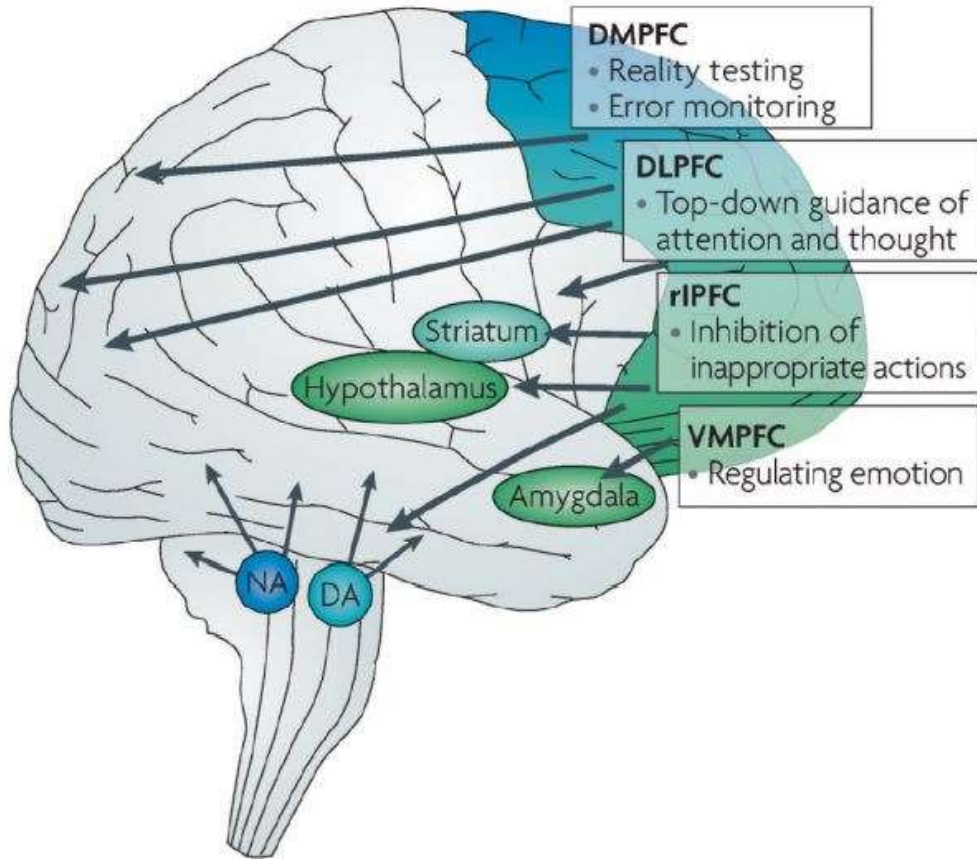 DMPFC
• Reality testing
• Error monitoring
DLPFC
• Top-down guidance of
attention and thought
rIPFC
• Inhibition of
inappropriate actions
Striatum
Hypothalamus
VMPFC
• Regulating emotion
Amygdala
NA
DA